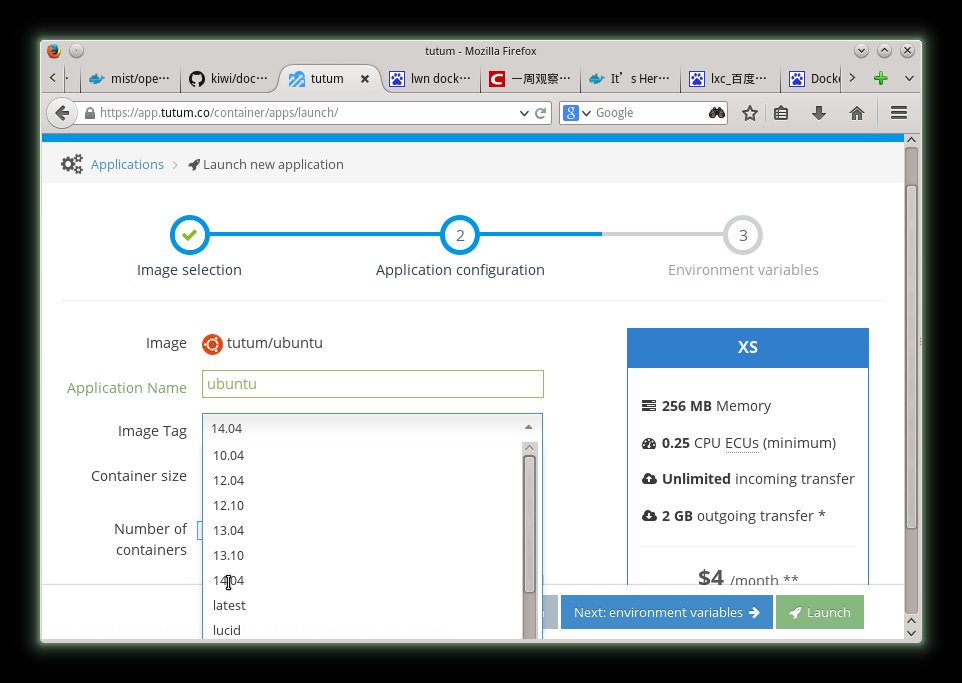 tutum - Mozilla Firefox
mist/ope···
kiwi/doc···
tutum
lwn dock···
一周观察···
It’s Her···
lxc_百度···
Docke
https://app.tutum.co/container/apps/launch/
Google
Applications > Launch new application
2
3
Image selection
Application configuration
Environment variables
Image
tutum/ubuntu
Application Name
ubuntu
Image Tag
14.04
Container size
Number of containers
10.04
12.04
12.10
13.04
13.10
14.04
latest
lucid
XS
256 MB Memory
0.25 CPU ECUs (minimum)
Unlimited incoming transfer
2 GB outgoing transfer *
$4 /month **
Next: environment variables
Launch